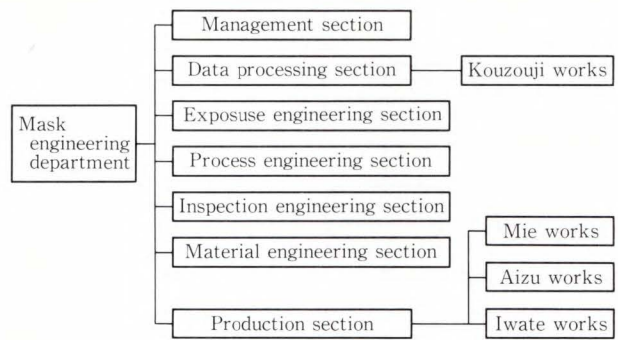 Management section
Data processing section
Kouzouji works
Exposuse engineering section
Mask
engineering
department
Process engineering section
Inspection engineering section
Material engineering section
Mie works
Aizu works
Production section
Iwate works